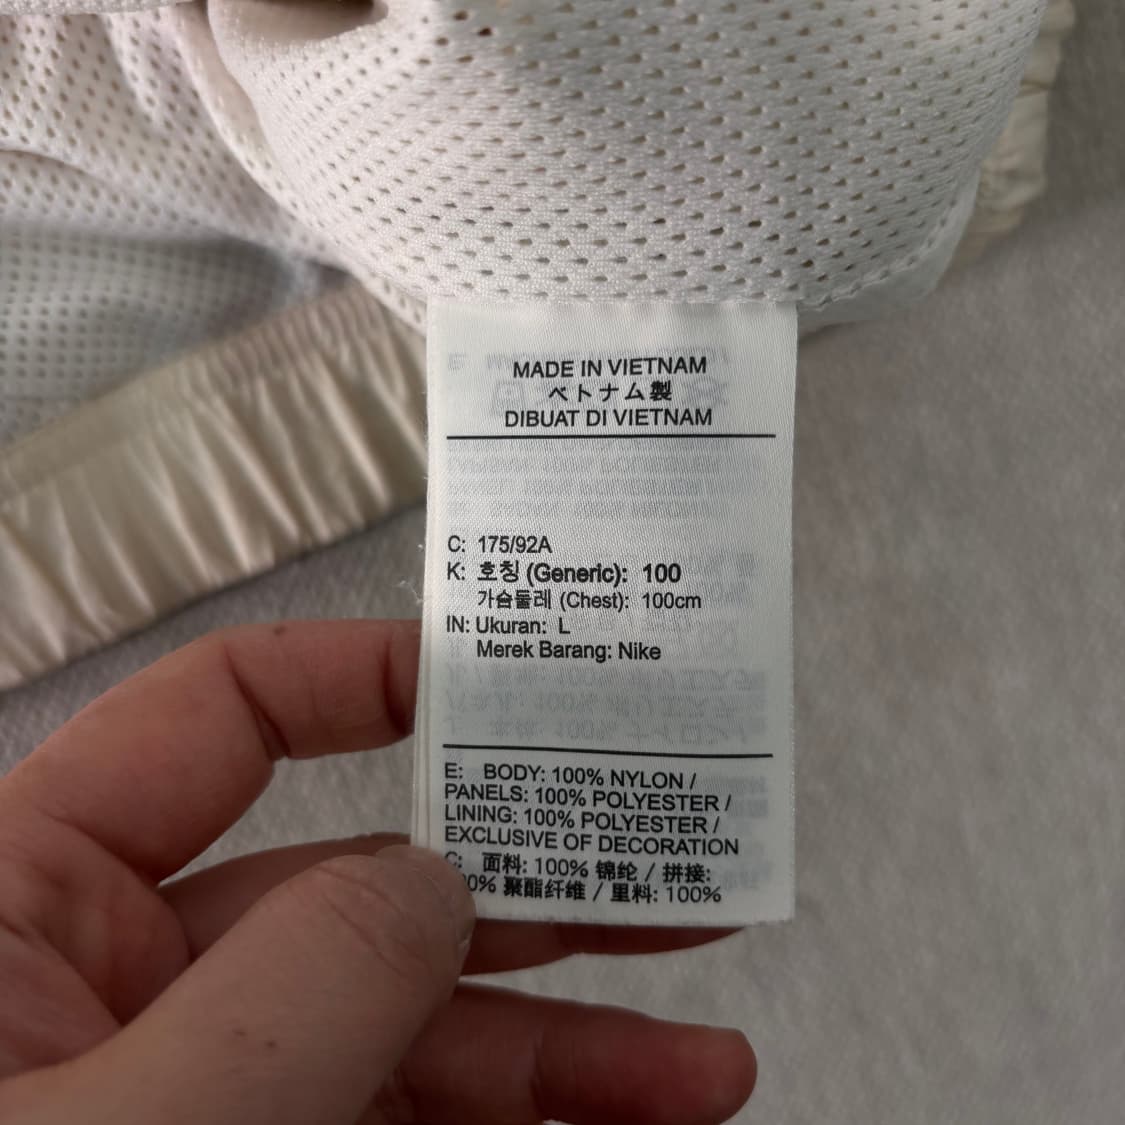 MADE IN VIETNAM
ベトナム製
DIBUAT DI VIETNAM
C: 175/92A
K: 호칭 (Generic): 100
가슴둘레 (Chest): 100cm
IN: Ukuran: L
Merek Barang: Nike
E: BODY: 100% NYLON /
PANELS: 100% POLYESTER /
LINING: 100% POLYESTER /
EXCLUSIVE OF DECORATION
C: 面料: 100% 锦纶 / 拼接:
00% 聚酯纤维 / 里料: 100%